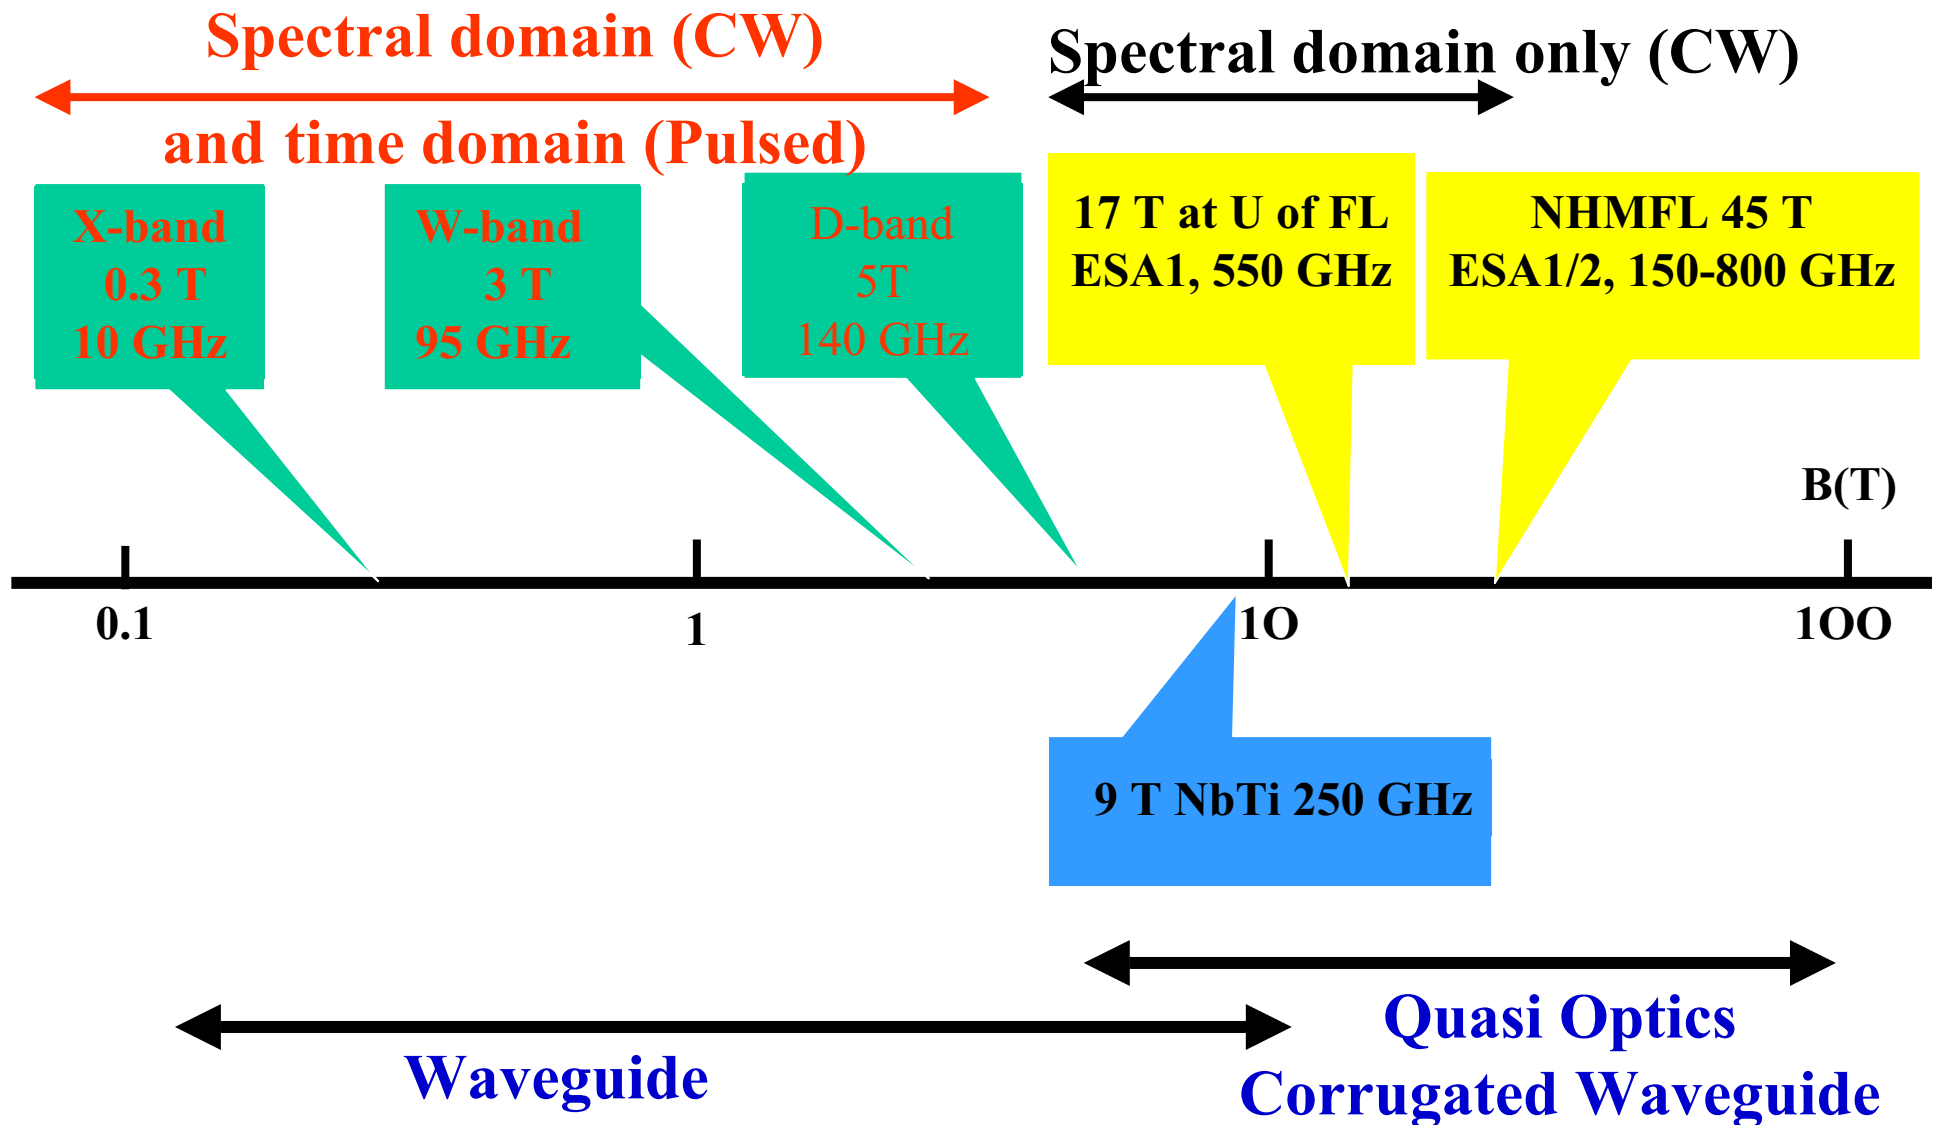 Spectral domain (CW)
and time domain (Pulsed)
Spectral domain only (CW)
X-band
0.3 T
10 GHz
W-band
3 T
95 GHz
D-band
5T
140 GHz
17 T at U of FL
ESA1, 550 GHz
NHMFL 45 T
ESA1/2, 150-800 GHz
B(T)
0.1
1
1O
1OO
9 T NbTi 250 GHz
Waveguide
Quasi Optics
Corrugated Waveguide